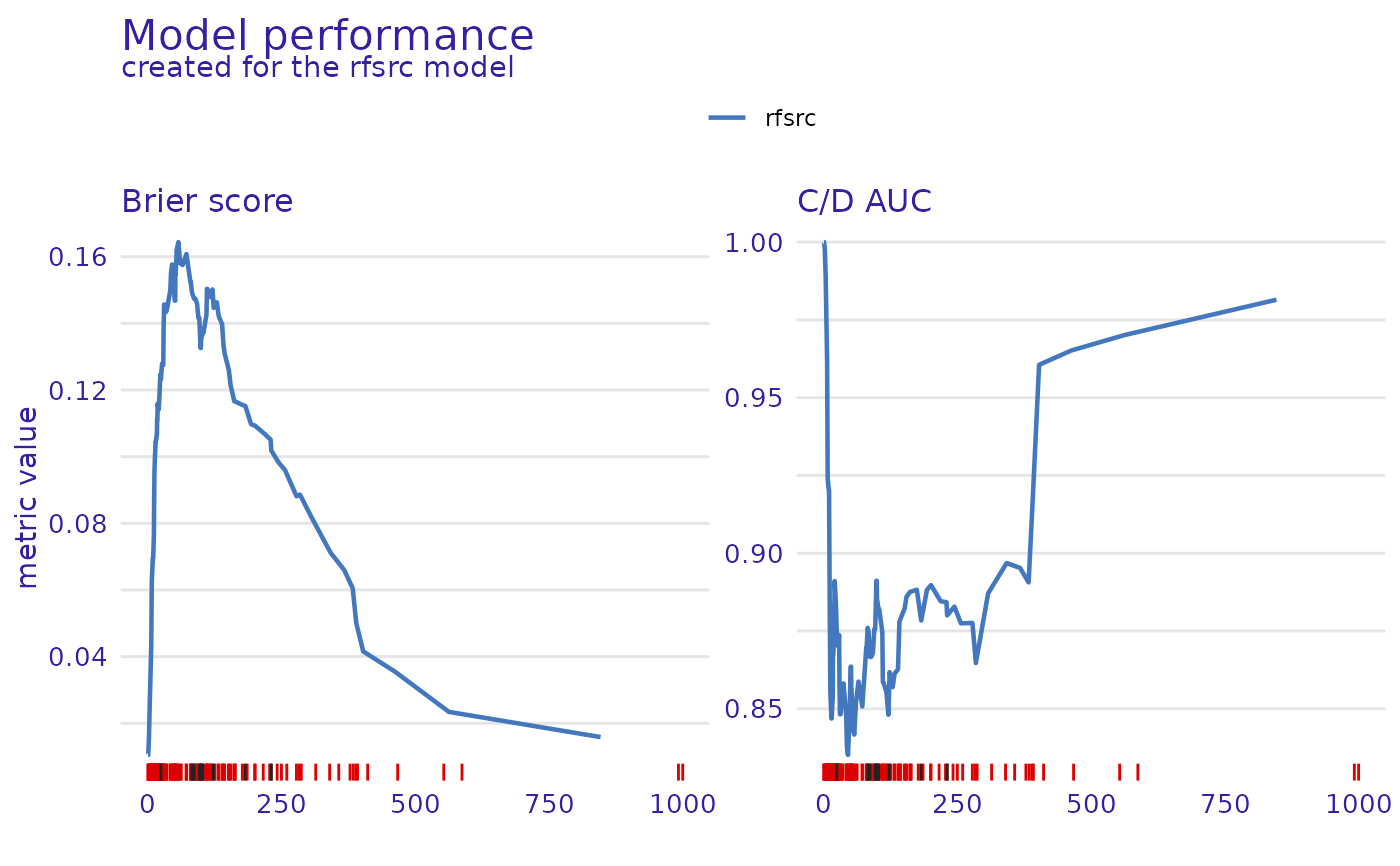 Model performance
created for the rfsrc model
rfsrc
Brier score
C/D AUC
metric value
0.16
0.12
0.08
0.04
1.00
0.95
0.90
0.85
0 250 500 750 1000
0 250 500 750 1000